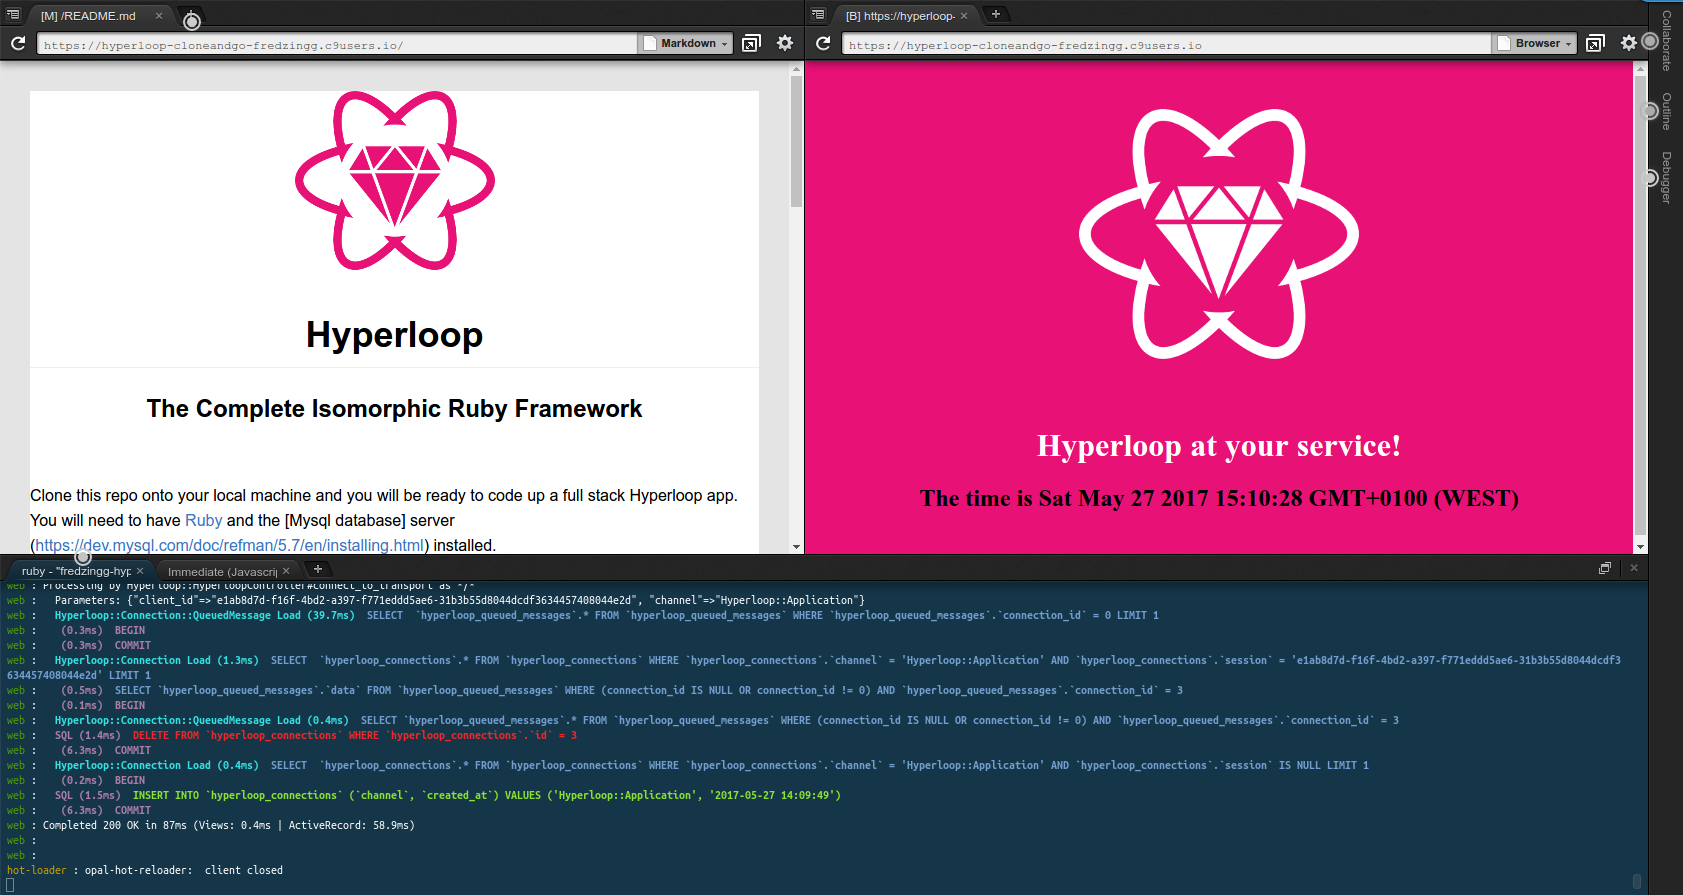 [M] /README.md
https://hyperloop-cloneandgo-fredzingg.c9users.io/
Markdown
Hyperloop
The Complete Isomorphic Ruby Framework
Clone this repo onto your local machine and you will be ready to code up a full stack Hyperloop app.
You will need to have Ruby and the [Mysql database] server
(https://dev.mysql.com/doc/refman/5.7/en/installing.html) installed.
[B] https://hyperloop-
https://hyperloop-cloneandgo-fredzingg.c9users.io
Browser
Hyperloop at your service!
The time is Sat May 27 2017 15:10:28 GMT+0100 (WEST)
Collaborate
Outline
Debugger
ruby - "fredzingg-hyp
Immediate (Javascri
web : Processing by Hyperloop::HyperloopController#connect_to_transport as */*
web :   Parameters: {"client_id"=>"e1ab8d7d-f16f-4bd2-a397-f771eddd5ae6-31b3b55d8044dcdf3634457408044e2d", "channel"=>"Hyperloop::Application"}
web :   Hyperloop::Connection::QueuedMessage Load (39.7ms)  SELECT  `hyperloop_queued_messages`.* FROM `hyperloop_queued_messages` WHERE `hyperloop_queued_messages`.`connection_id` = 0 LIMIT 1
web :    (0.3ms)  BEGIN
web :    (0.3ms)  COMMIT
web :   Hyperloop::Connection Load (1.3ms)  SELECT  `hyperloop_connections`.* FROM `hyperloop_connections` WHERE `hyperloop_connections`.`channel` = 'Hyperloop::Application' AND `hyperloop_connections`.`session` = 'e1ab8d7d-f16f-4bd2-a397-f771eddd5ae6-31b3b55d8044dcdf3
634457408044e2d' LIMIT 1
web :    (0.5ms)  SELECT `hyperloop_queued_messages`.`data` FROM `hyperloop_queued_messages` WHERE (connection_id IS NULL OR connection_id != 0) AND `hyperloop_queued_messages`.`connection_id` = 3
web :    (0.1ms)  BEGIN
web :   Hyperloop::Connection::QueuedMessage Load (0.4ms)  SELECT `hyperloop_queued_messages`.* FROM `hyperloop_queued_messages` WHERE (connection_id IS NULL OR connection_id != 0) AND `hyperloop_queued_messages`.`connection_id` = 3
web :   SQL (1.4ms)  DELETE FROM `hyperloop_connections` WHERE `hyperloop_connections`.`id` = 3
web :    (6.3ms)  COMMIT
web :   Hyperloop::Connection Load (0.4ms)  SELECT  `hyperloop_connections`.* FROM `hyperloop_connections` WHERE `hyperloop_connections`.`channel` = 'Hyperloop::Application' AND `hyperloop_connections`.`session` IS NULL LIMIT 1
web :    (0.2ms)  BEGIN
web :   SQL (1.5ms)  INSERT INTO `hyperloop_connections` (`channel`, `created_at`) VALUES ('Hyperloop::Application', '2017-05-27 14:09:49')
web :    (6.3ms)  COMMIT
web : Completed 200 OK in 87ms (Views: 0.4ms | ActiveRecord: 58.9ms)
web :
web :
hot-loader : opal-hot-reloader:  client closed